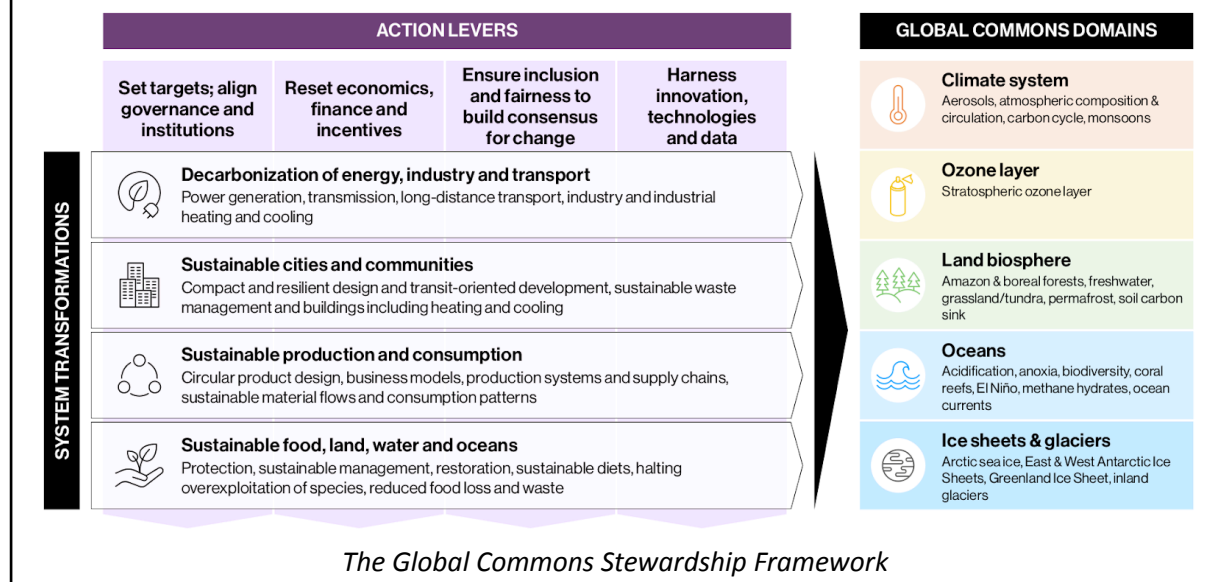 ACTION LEVERS
Set targets; align
governance and
institutions
Reset economics,
finance and
incentives
Ensure inclusion
and fairness to
build consensus
for change
Harness
innovation,
technologies
and data
SYSTEM TRANSFORMATIONS
Decarbonization of energy, industry and transport
Power generation, transmission, long-distance transport, industry and industrial
heating and cooling
Sustainable cities and communities
Compact and resilient design and transit-oriented development, sustainable waste
management and buildings including heating and cooling
Sustainable production and consumption
Circular product design, business models, production systems and supply chains,
sustainable material flows and consumption patterns
Sustainable food, land, water and oceans
Protection, sustainable management, restoration, sustainable diets, halting
overexploitation of species, reduced food loss and waste
GLOBAL COMMONS DOMAINS
Climate system
Aerosols, atmospheric composition &
circulation, carbon cycle, monsoons
Ozone layer
Stratospheric ozone layer
Land biosphere
Amazon & boreal forests, freshwater,
grassland/tundra, permafrost, soil carbon
sink
Oceans
Acidification, anoxia, biodiversity, coral
reefs, El Niño, methane hydrates, ocean
currents
Ice sheets & glaciers
Arctic sea ice, East & West Antarctic Ice
Sheets, Greenland Ice Sheet, inland
glaciers
The Global Commons Stewardship Framework